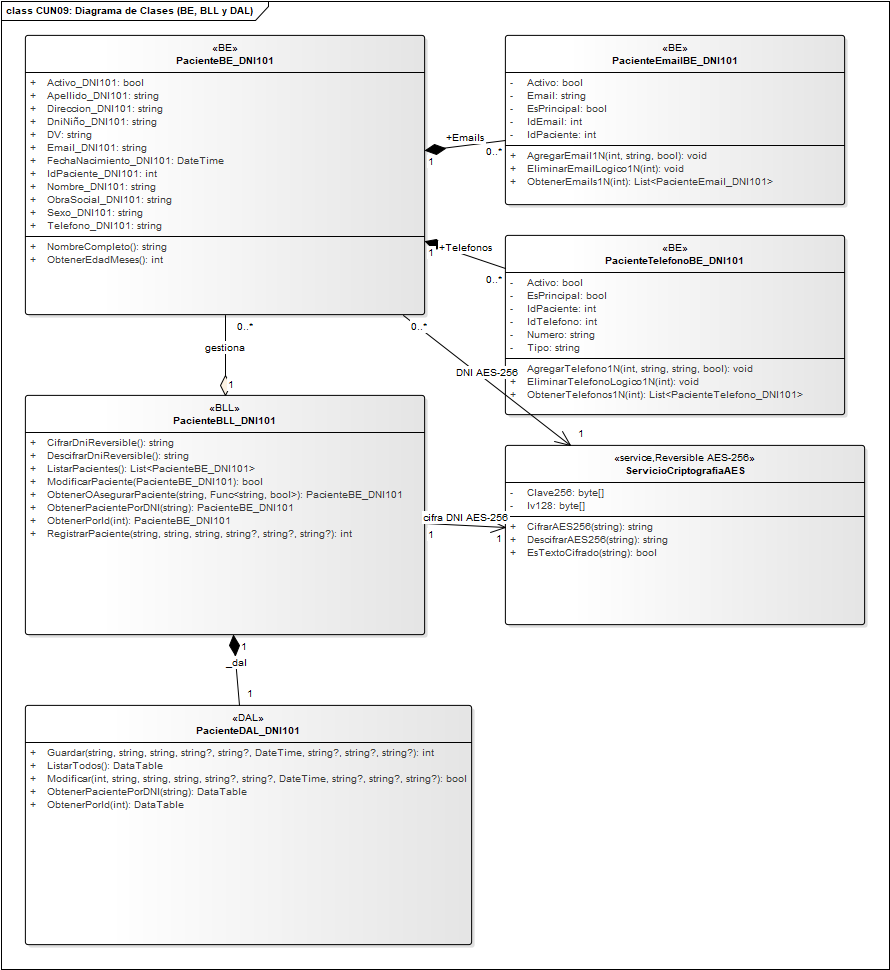 class CUN09: Diagrama de Clases (BE, BLL y DAL)
«BE»
PacienteBE_DNI101
+ Activo_DNI101: bool
+ Apellido_DNI101: string
+ Direccion_DNI101: string
+ DniNiño_DNI101: string
+ DV: string
+ Email_DNI101: string
+ FechaNacimiento_DNI101: DateTime
+ IdPaciente_DNI101: int
+ Nombre_DNI101: string
+ ObraSocial_DNI101: string
+ Sexo_DNI101: string
+ Telefono_DNI101: string
+ NombreCompleto(): string
+ ObtenerEdadMeses(): int
+Emails
1
0..*
«BE»
PacienteEmailBE_DNI101
- Activo: bool
- Email: string
- EsPrincipal: bool
- IdEmail: int
- IdPaciente: int
+ AgregarEmail1N(int, string, bool): void
+ EliminarEmailLogico1N(int): void
+ ObtenerEmails1N(int): List<PacienteEmail_DNI101>
+Telefonos
1
0..*
«BE»
PacienteTelefonoBE_DNI101
- Activo: bool
- EsPrincipal: bool
- IdPaciente: int
- IdTelefono: int
- Numero: string
- Tipo: string
+ AgregarTelefono1N(int, string, string, bool): void
+ EliminarTelefonoLogico1N(int): void
+ ObtenerTelefonos1N(int): List<PacienteTelefono_DNI101>
0..*
gestiona
1
0..*
DNI AES-256
1
«BLL»
PacienteBLL_DNI101
+ CifrarDniReversible(): string
+ DescifrarDniReversible(): string
+ ListarPacientes(): List<PacienteBE_DNI101>
+ ModificarPaciente(PacienteBE_DNI101): bool
+ ObtenerOAsegurarPaciente(string, Func<string, bool>): PacienteBE_DNI101
+ ObtenerPacientePorDNI(string): PacienteBE_DNI101
+ ObtenerPorId(int): PacienteBE_DNI101
+ RegistrarPaciente(string, string, string, string?, string?, string?): int
cifra DNI AES-256
1
1
«service,Reversible AES-256»
ServicioCriptografiaAES
- Clave256: byte[]
- Iv128: byte[]
+ CifrarAES256(string): string
+ DescifrarAES256(string): string
+ EsTextoCifrado(string): bool
1
_dal
1
«DAL»
PacienteDAL_DNI101
+ Guardar(string, string, string, string?, string?, DateTime, string?, string?, string?): int
+ ListarTodos(): DataTable
+ Modificar(int, string, string, string, string?, string?, DateTime, string?, string?, string?): bool
+ ObtenerPacientePorDNI(string): DataTable
+ ObtenerPorId(int): DataTable